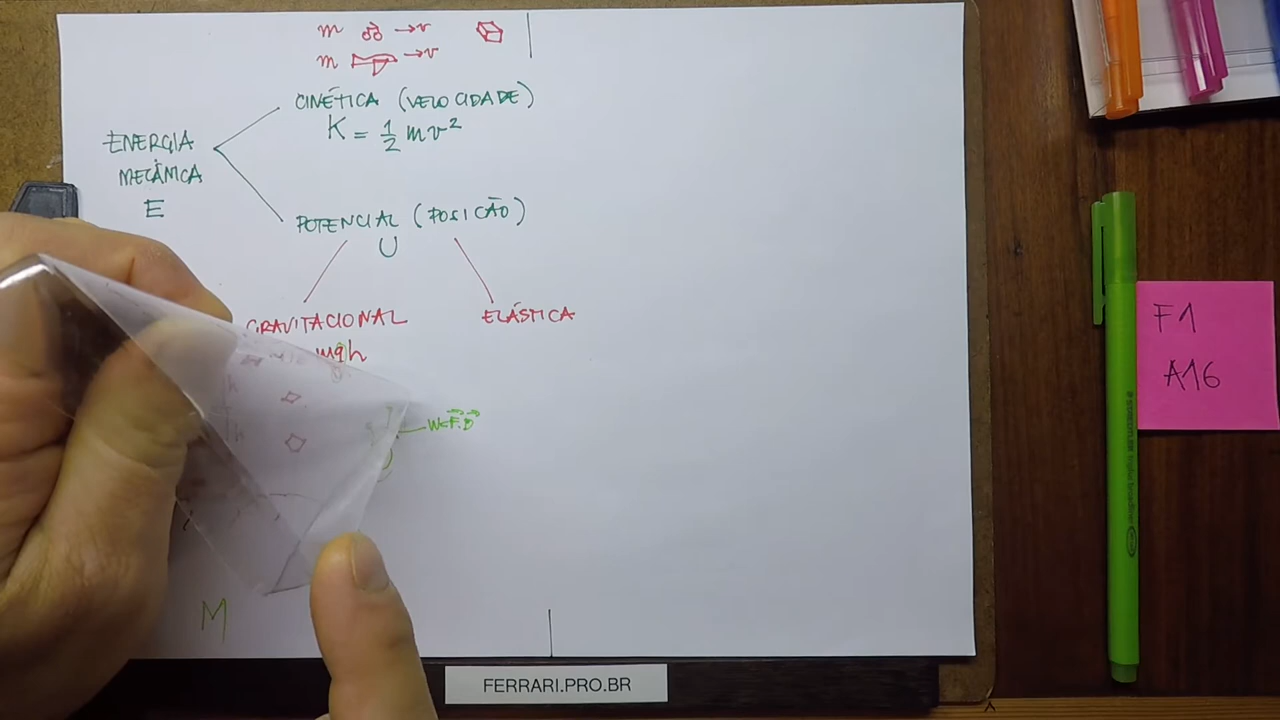 m → v
m → v
CINÉTICA (VELOCIDADE)
K = 1/2 mv²
ENERGIA
MECÂNICA
E
POTENCIAL (POSIÇÃO)
U
GRAVITACIONAL
ELÁSTICA
mgh
W=F.D
M
F1
A16
FERRARI.PRO.BR